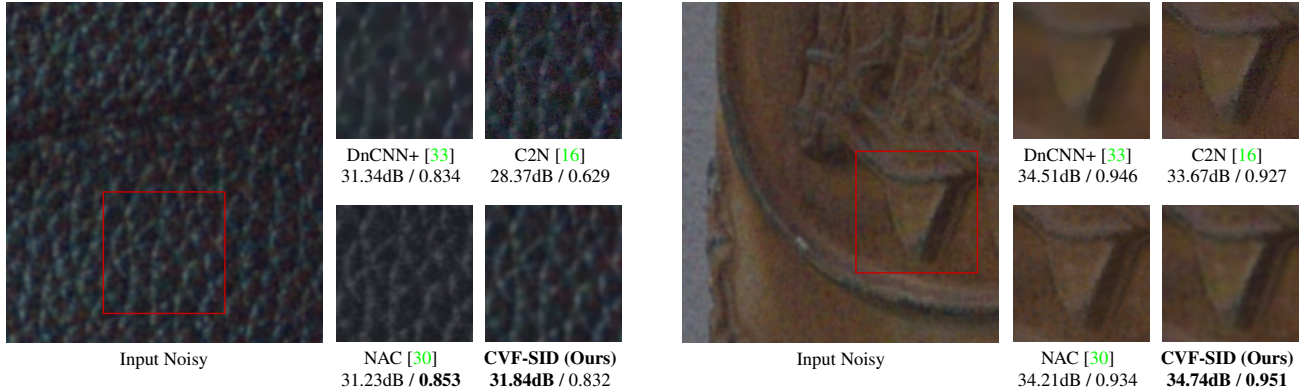 DnCNN+ [33]
31.34dB / 0.834
C2N [16]
28.37dB / 0.629
Input Noisy
NAC [30]
31.23dB / 0.853
CVF-SID (Ours)
31.84dB / 0.832
DnCNN+ [33]
34.51dB / 0.946
C2N [16]
33.67dB / 0.927
Input Noisy
NAC [30]
34.21dB / 0.934
CVF-SID (Ours)
34.74dB / 0.951